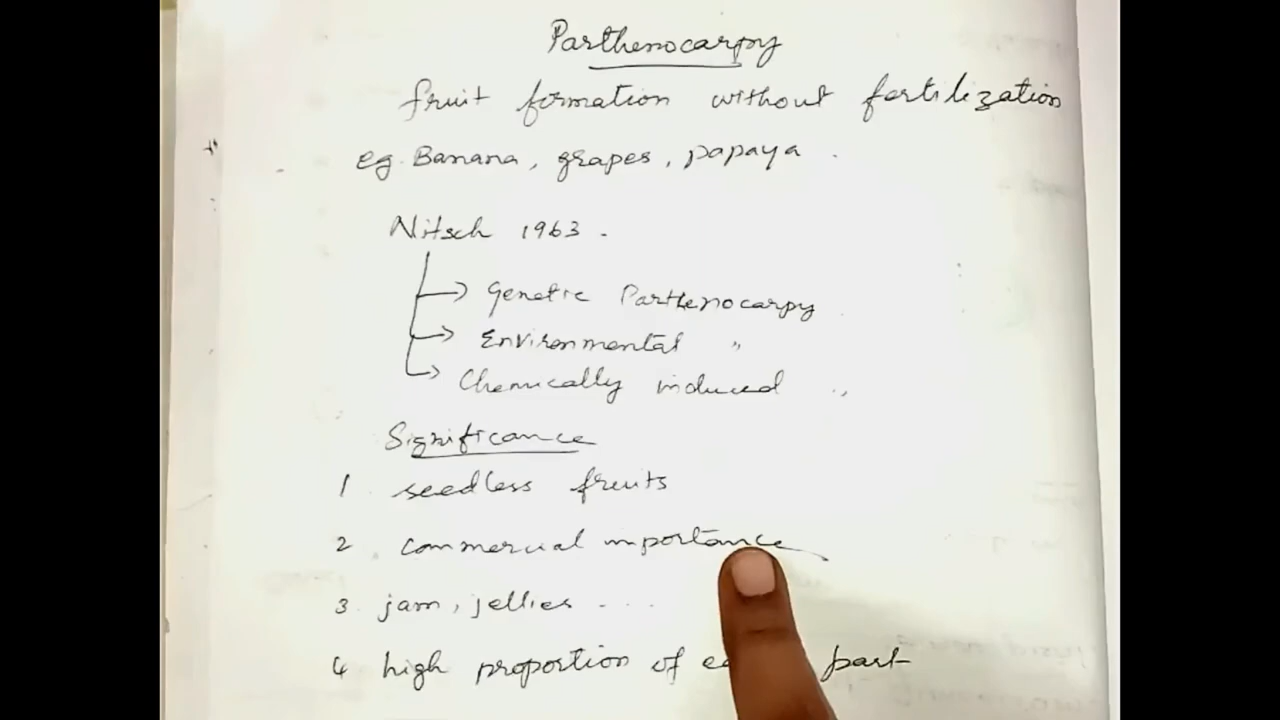 Parthenocarpy
fruit formation without fertilization
eg. Banana, grapes, papaya .
Nitsch 1963 .
Genetic Parthenocarpy
Environmental "
Chemically induced "
Significance
1 seedless fruits
2 . commercial importance
3 jam, jellies ...
4 high proportion of part